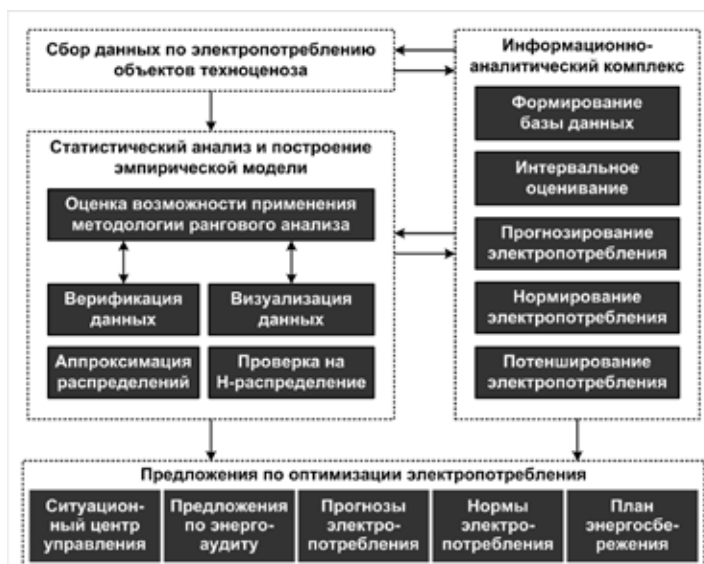 Сбор данных по электропотреблению
объектов техноценоза
Статистический анализ и построение
эмпирической модели
Оценка возможности применения
методологии рангового анализа
Верификация
данных
Визуализация
данных
Аппроксимация
распределений
Проверка на
Н-распределение
Информационно-
аналитический комплекс
Формирование
базы данных
Интервальное
оценивание
Прогнозирование
электропотребления
Нормирование
электропотребления
Потенширование
электропотребления
Предложения по оптимизации электропотребления
Ситуацион-
ный центр
управления
Предложения
по энерго-
аудиту
Прогнозы
электро-
потребления
Нормы
электро-
потребления
План
энергосбе-
режения